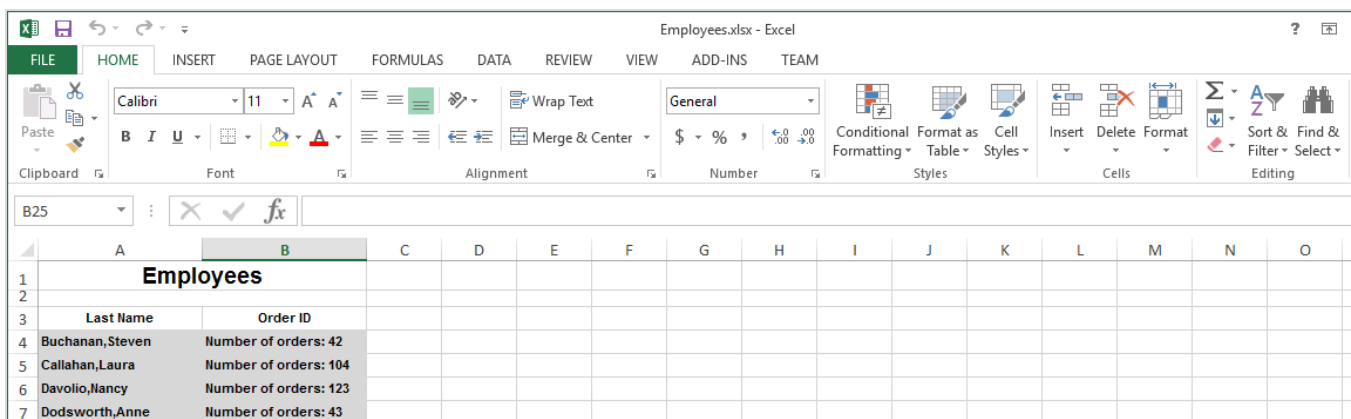 Employees.xlsx - Excel
?
FILE HOME INSERT PAGE LAYOUT FORMULAS DATA REVIEW VIEW ADD-INS TEAM
Calibri 11 A A Wrap Text General
Paste B I U A Merge & Center $ % , .0 .00 .00 .0 Conditional Formatting Format as Table Cell Styles Insert Delete Format Sort & Filter Find & Select
Clipboard Font Alignment Number Styles Cells Editing
B25 fx
A B C D E F G H I J K L M N O
1 Employees
2
3 Last Name Order ID
4 Buchanan,Steven Number of orders: 42
5 Callahan,Laura Number of orders: 104
6 Davolio,Nancy Number of orders: 123
7 Dodsworth,Anne Number of orders: 43